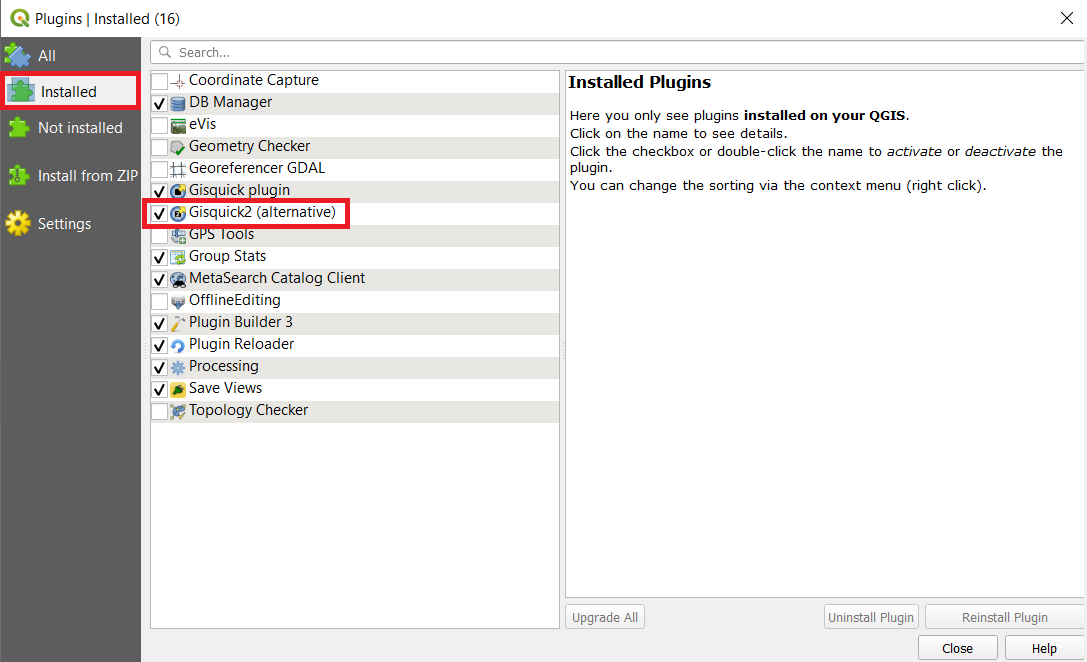 Plugins | Installed (16)
All
Installed
Not installed
Install from ZIP
Settings
Search...
Coordinate Capture
DB Manager
eVis
Geometry Checker
Georeferencer GDAL
Gisquick plugin
Gisquick2 (alternative)
GPS Tools
Group Stats
MetaSearch Catalog Client
OfflineEditing
Plugin Builder 3
Plugin Reloader
Processing
Save Views
Topology Checker
Installed Plugins
Here you only see plugins installed on your QGIS.
Click on the name to see details.
Click the checkbox or double-click the name to activate or deactivate the
plugin.
You can change the sorting via the context menu (right click).
Upgrade All
Uninstall Plugin
Reinstall Plugin
Close
Help